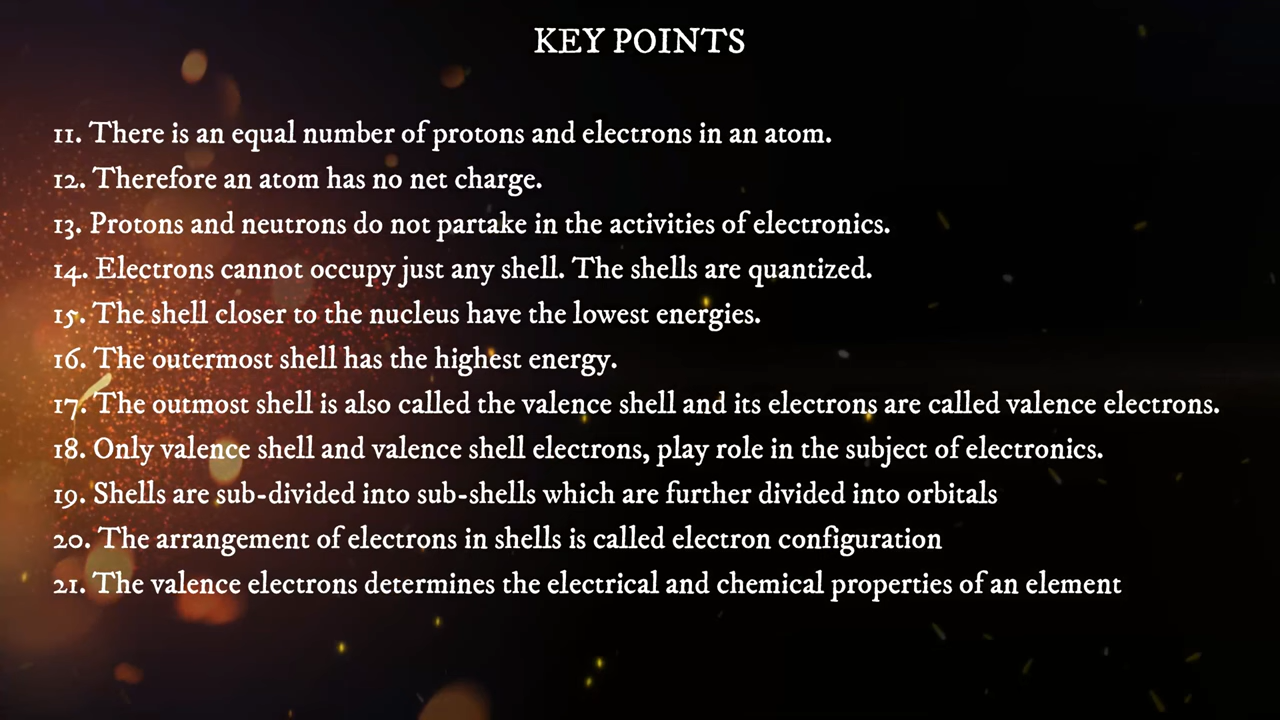 KEY POINTS
11. There is an equal number of protons and electrons in an atom.
12. Therefore an atom has no net charge.
13. Protons and neutrons do not partake in the activities of electronics.
14. Electrons cannot occupy just any shell. The shells are quantized.
15. The shell closer to the nucleus have the lowest energies.
16. The outermost shell has the highest energy.
17. The outmost shell is also called the valence shell and its electrons are called valence electrons.
18. Only valence shell and valence shell electrons, play role in the subject of electronics.
19. Shells are sub-divided into sub-shells which are further divided into orbitals
20. The arrangement of electrons in shells is called electron configuration
21. The valence electrons determines the electrical and chemical properties of an element